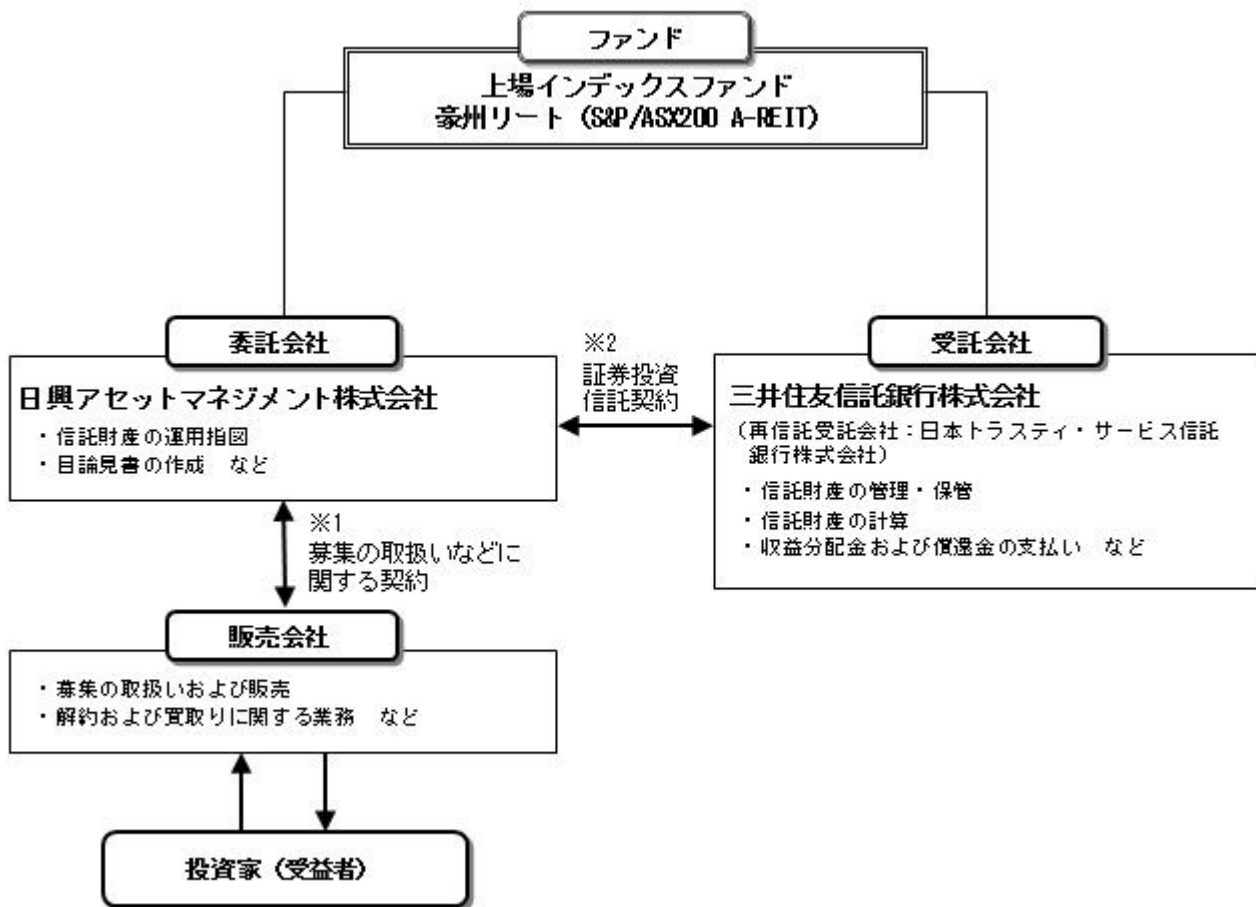 ファンド
上場インデックスファンド
豪州リート（S&P/ASX200 A-REIT）
委託会社
日興アセットマネジメント株式会社
・信託財産の運用指図
・目論見書の作成　など
※2
証券投資
信託契約
受託会社
三井住友信託銀行株式会社
（再信託受託会社：日本トラスティ・サービス信託
銀行株式会社）
・信託財産の管理・保管
・信託財産の計算
・収益分配金および償還金の支払い　など
※1
募集の取扱いなどに
関する契約
販売会社
・募集の取扱いおよび販売
・解約および買取りに関する業務　など
投資家（受益者）